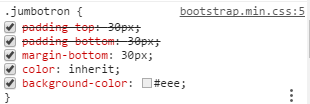 .jumbotron { bootstrap.min.css:5
padding-top: 30px;
padding-bottom: 30px;
margin-bottom: 30px;
color: inherit;
background-color: #eee;
}